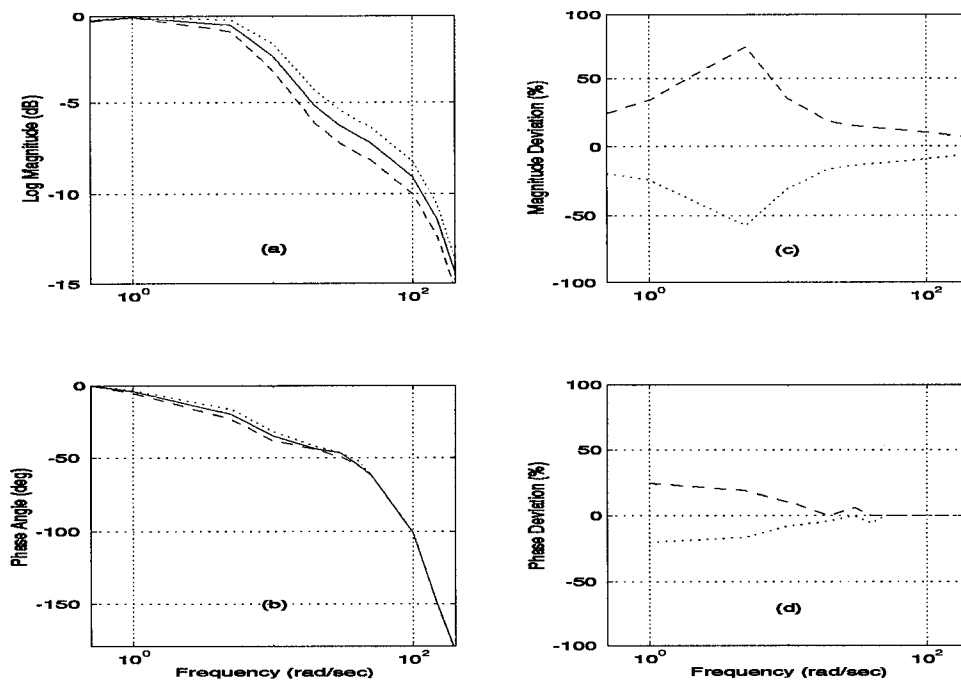 0
-5
-10
-15
Log Magnitude (dB)
(a)
10⁰
10²
100
50
0
-50
-100
Magnitude Deviation (%)
(c)
10⁰
10²
0
-50
-100
-150
Phase Angle (deg)
(b)
10⁰
10²
Frequency (rad/sec)
100
50
0
-50
-100
Phase Deviation (%)
(d)
10⁰
10²
Frequency (rad/sec)